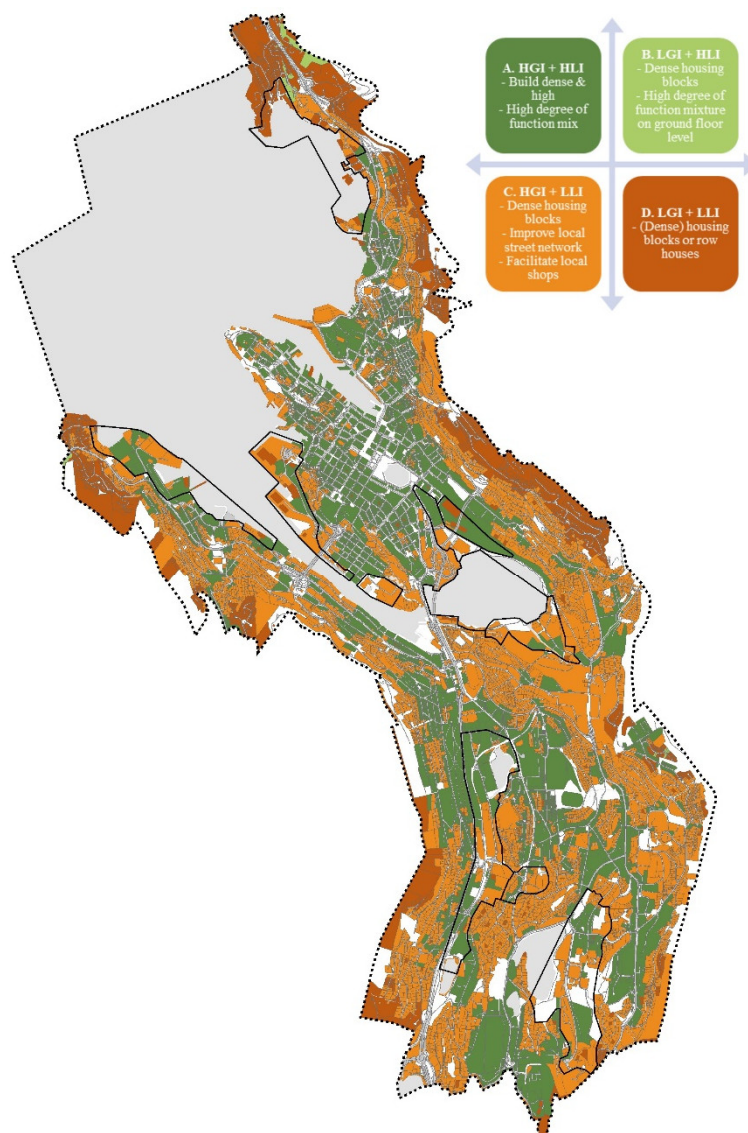 A. HGI + HLI
- Build dense &
high
- High degree of
function mix
B. LGI + HLI
- Dense housing
blocks
- High degree of
function mixture
on ground floor
level
C. HGI + LLI
- Dense housing
blocks
- Improve local
street network
- Facilitate local
shops
D. LGI + LLI
- (Dense) housing
blocks or row
houses